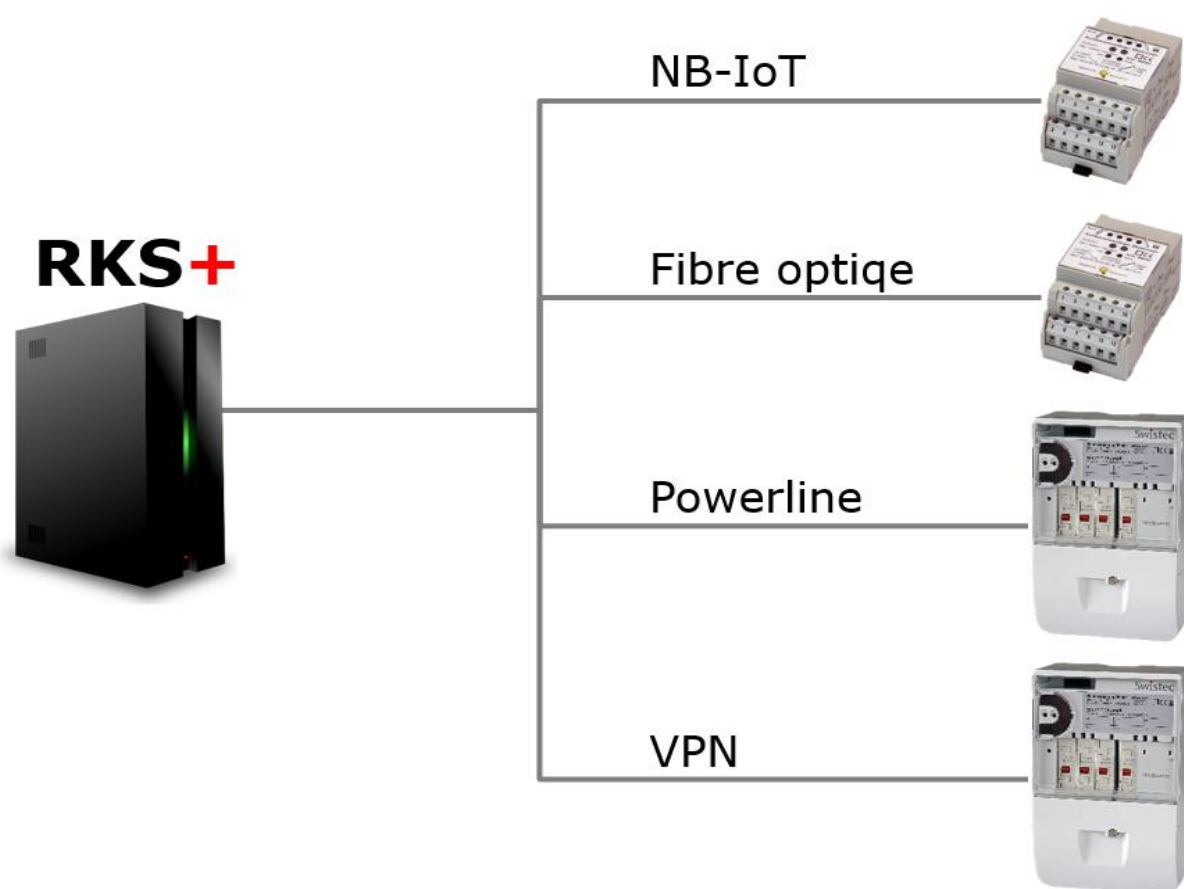 NB-IoT
RKS+
Fibre optiqe
Swistec
Powerline
Swistec
VPN